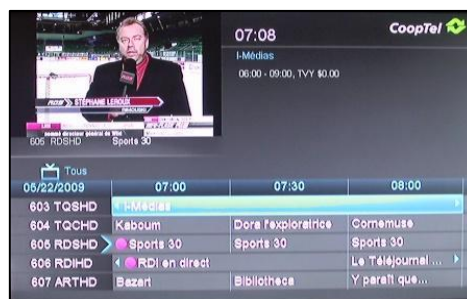 07:08
CoopTel
I-Médias
06:00 - 09:00, TVY $0.00
RDS STÉPHANE LEROUX
605 RDSHD Sports 30
Tous
05/22/2009 07:00 07:30 08:00
603 TQSHD I-Médias
604 TQCHD Kaboum Dora l'exploratrice Cornemuse
605 RDSHD Sports 30 Sports 30 Sports 30
606 RDIHD RDI en direct Le Téléjournal ...
607 ARTHD Bazart Bibliotheca Y paraît que...